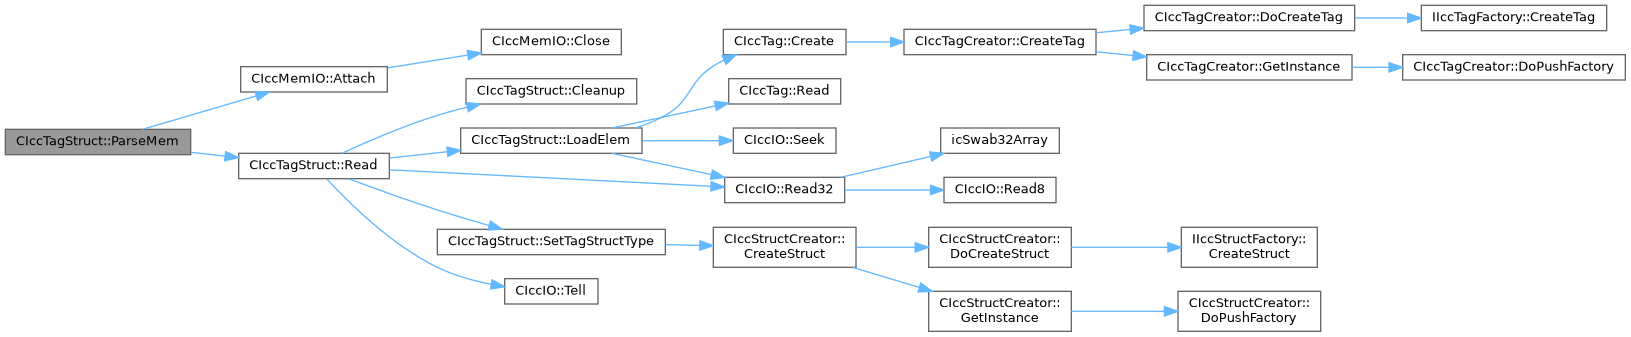 CIccTagStruct::ParseMem
CIccMemIO::Attach
CIccMemIO::Close
CIccTagStruct::Read
CIccTagStruct::Cleanup
CIccTagStruct::LoadElem
CIccTag::Create
CIccTagCreator::CreateTag
CIccTagCreator::DoCreateTag
IIccTagFactory::CreateTag
CIccTagCreator::GetInstance
CIccTagCreator::DoPushFactory
CIccTag::Read
CIccIO::Seek
CIccIO::Read32
icSwab32Array
CIccIO::Read8
CIccTagStruct::SetTagStructType
CIccStructCreator::
CreateStruct
CIccStructCreator::
DoCreateStruct
IIccStructFactory::
CreateStruct
CIccStructCreator::
GetInstance
CIccStructCreator::
DoPushFactory
CIccIO::Tell